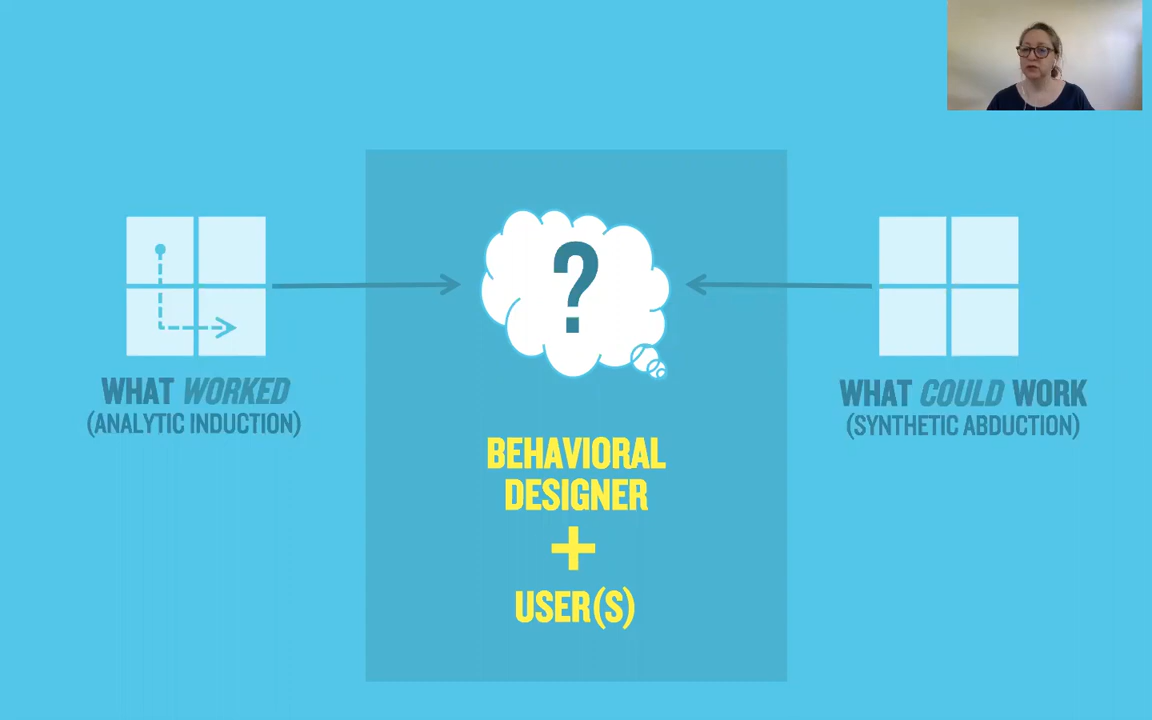 ?
WHAT WORKED
(ANALYTIC INDUCTION)
WHAT COULD WORK
(SYNTHETIC ABDUCTION)
BEHAVIORAL
DESIGNER
+
USER(S)